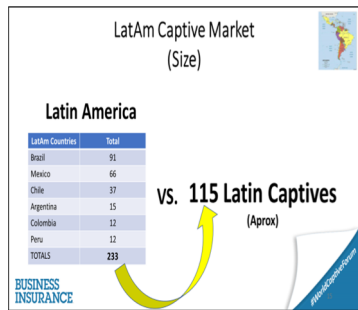 LatAm Captive Market
(Size)
Latin America
LatAm Countries Total
Brazil 91
Mexico 66
Chile 37
Argentina 15
Colombia 12
Peru 12
TOTALS 233
VS. 115 Latin Captives
(Aprox)
BUSINESS
INSURANCE
#WorldCaptiveForum